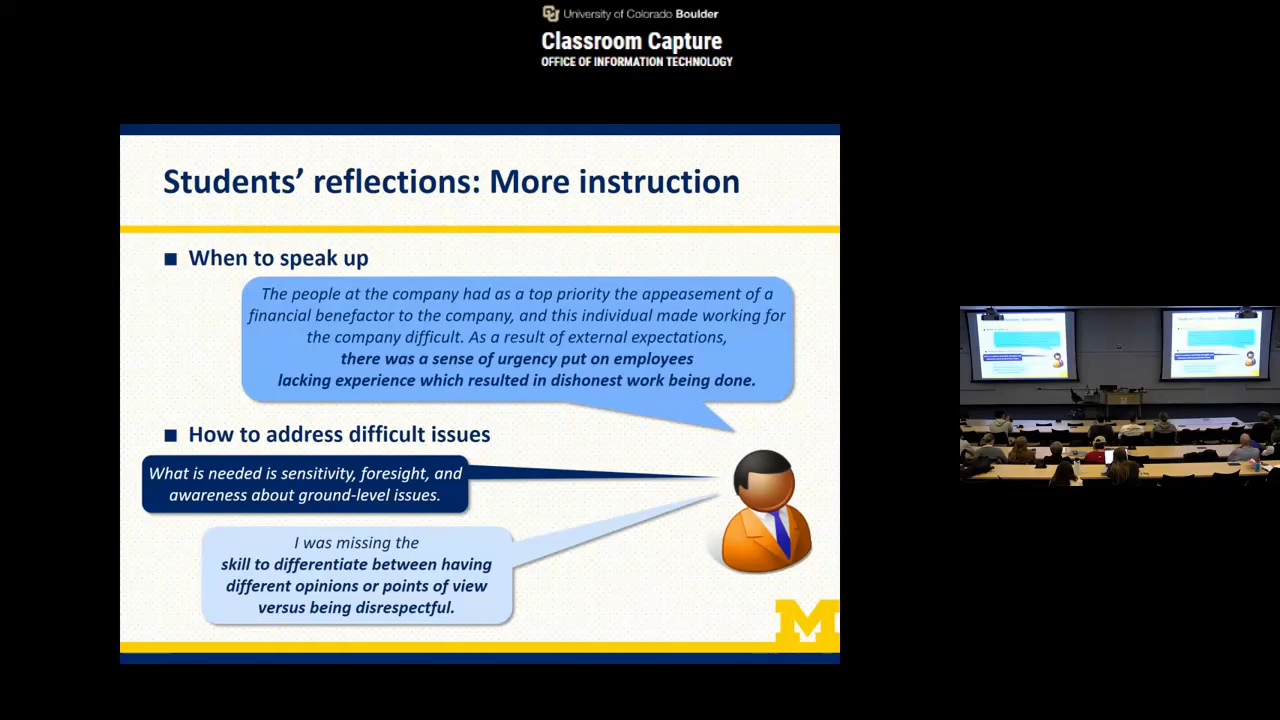 University of Colorado Boulder
Classroom Capture
OFFICE OF INFORMATION TECHNOLOGY
Students’ reflections: More instruction
When to speak up
The people at the company had as a top priority the appeasement of a
financial benefactor to the company, and this individual made working for
the company difficult. As a result of external expectations,
there was a sense of urgency put on employees
lacking experience which resulted in dishonest work being done.
How to address difficult issues
What is needed is sensitivity, foresight, and
awareness about ground-level issues.
I was missing the
skill to differentiate between having
different opinions or points of view
versus being disrespectful.
M